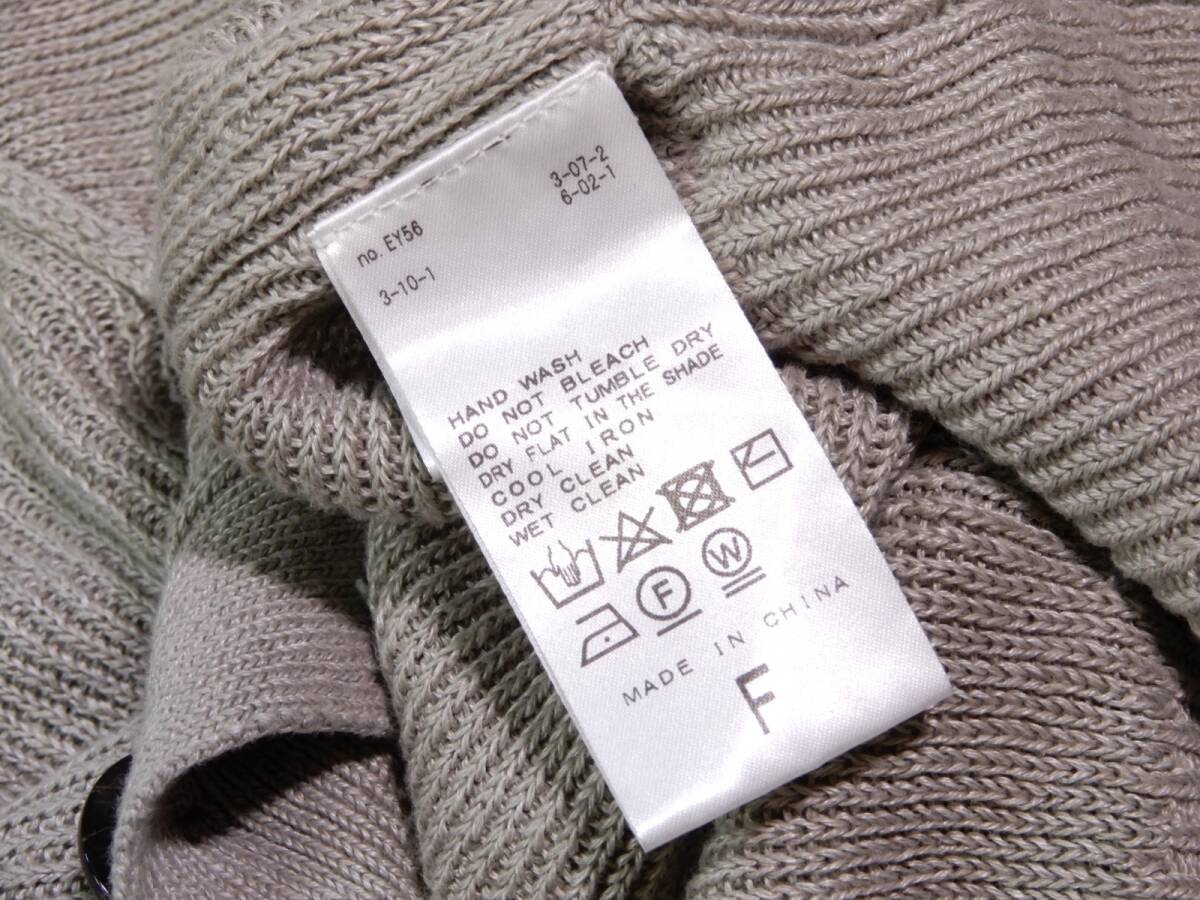 no. EY56
3-07-2
6-02-1
3-10-1
HAND WASH
DO NOT BLEACH
DO NOT TUMBLE DRY
DRY FLAT IN THE SHADE
COOL IRON
DRY CLEAN
WET CLEAN
F
W
MADE IN CHINA
F